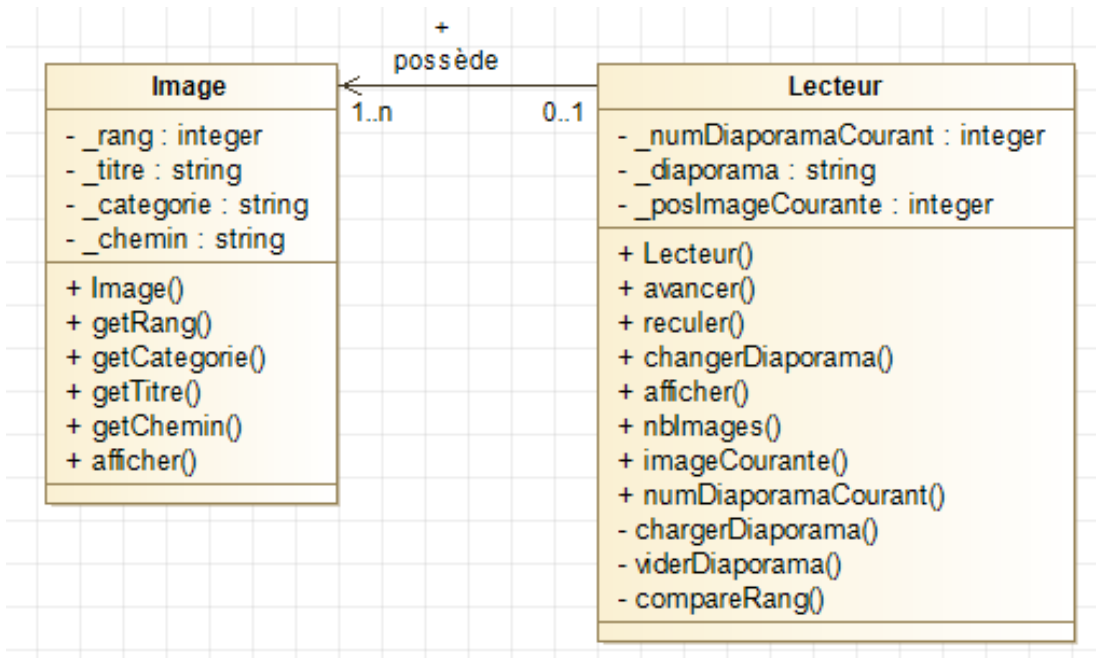 +
possède
1..n
0..1
Image
- _rang : integer
- _titre : string
- _categorie : string
- _chemin : string
+ Image()
+ getRang()
+ getCategorie()
+ getTitre()
+ getChemin()
+ afficher()
Lecteur
- _numDiaporamaCourant : integer
- _diaporama : string
- _posImageCourante : integer
+ Lecteur()
+ avancer()
+ reculer()
+ changerDiaporama()
+ afficher()
+ nbImages()
+ imageCourante()
+ numDiaporamaCourant()
- chargerDiaporama()
- viderDiaporama()
- compareRang()